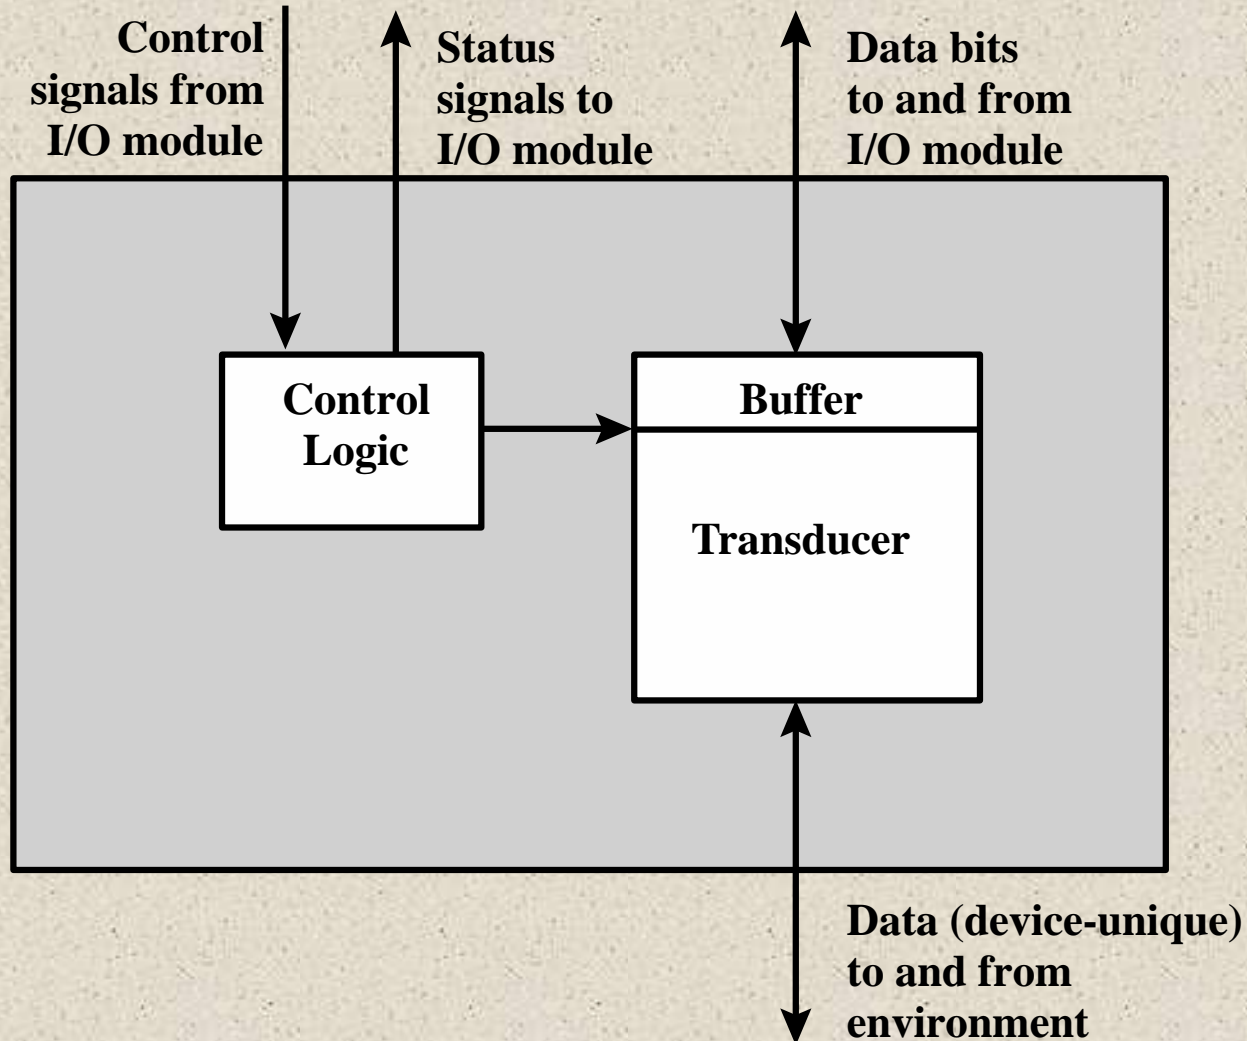 Control
signals from
I/O module
Status
signals to
I/O module
Data bits
to and from
I/O module
Control
Logic
Buffer
Transducer
Data (device-unique)
to and from
environment